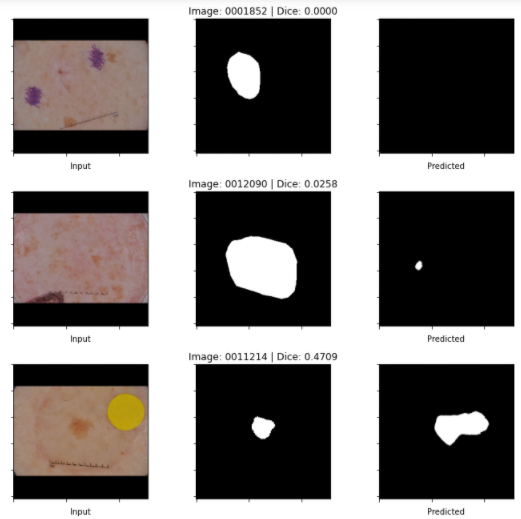 Image: 0001852 | Dice: 0.0000
Input
Predicted
Image: 0012090 | Dice: 0.0258
Input
Predicted
Image: 0011214 | Dice: 0.4709
Input
Predicted